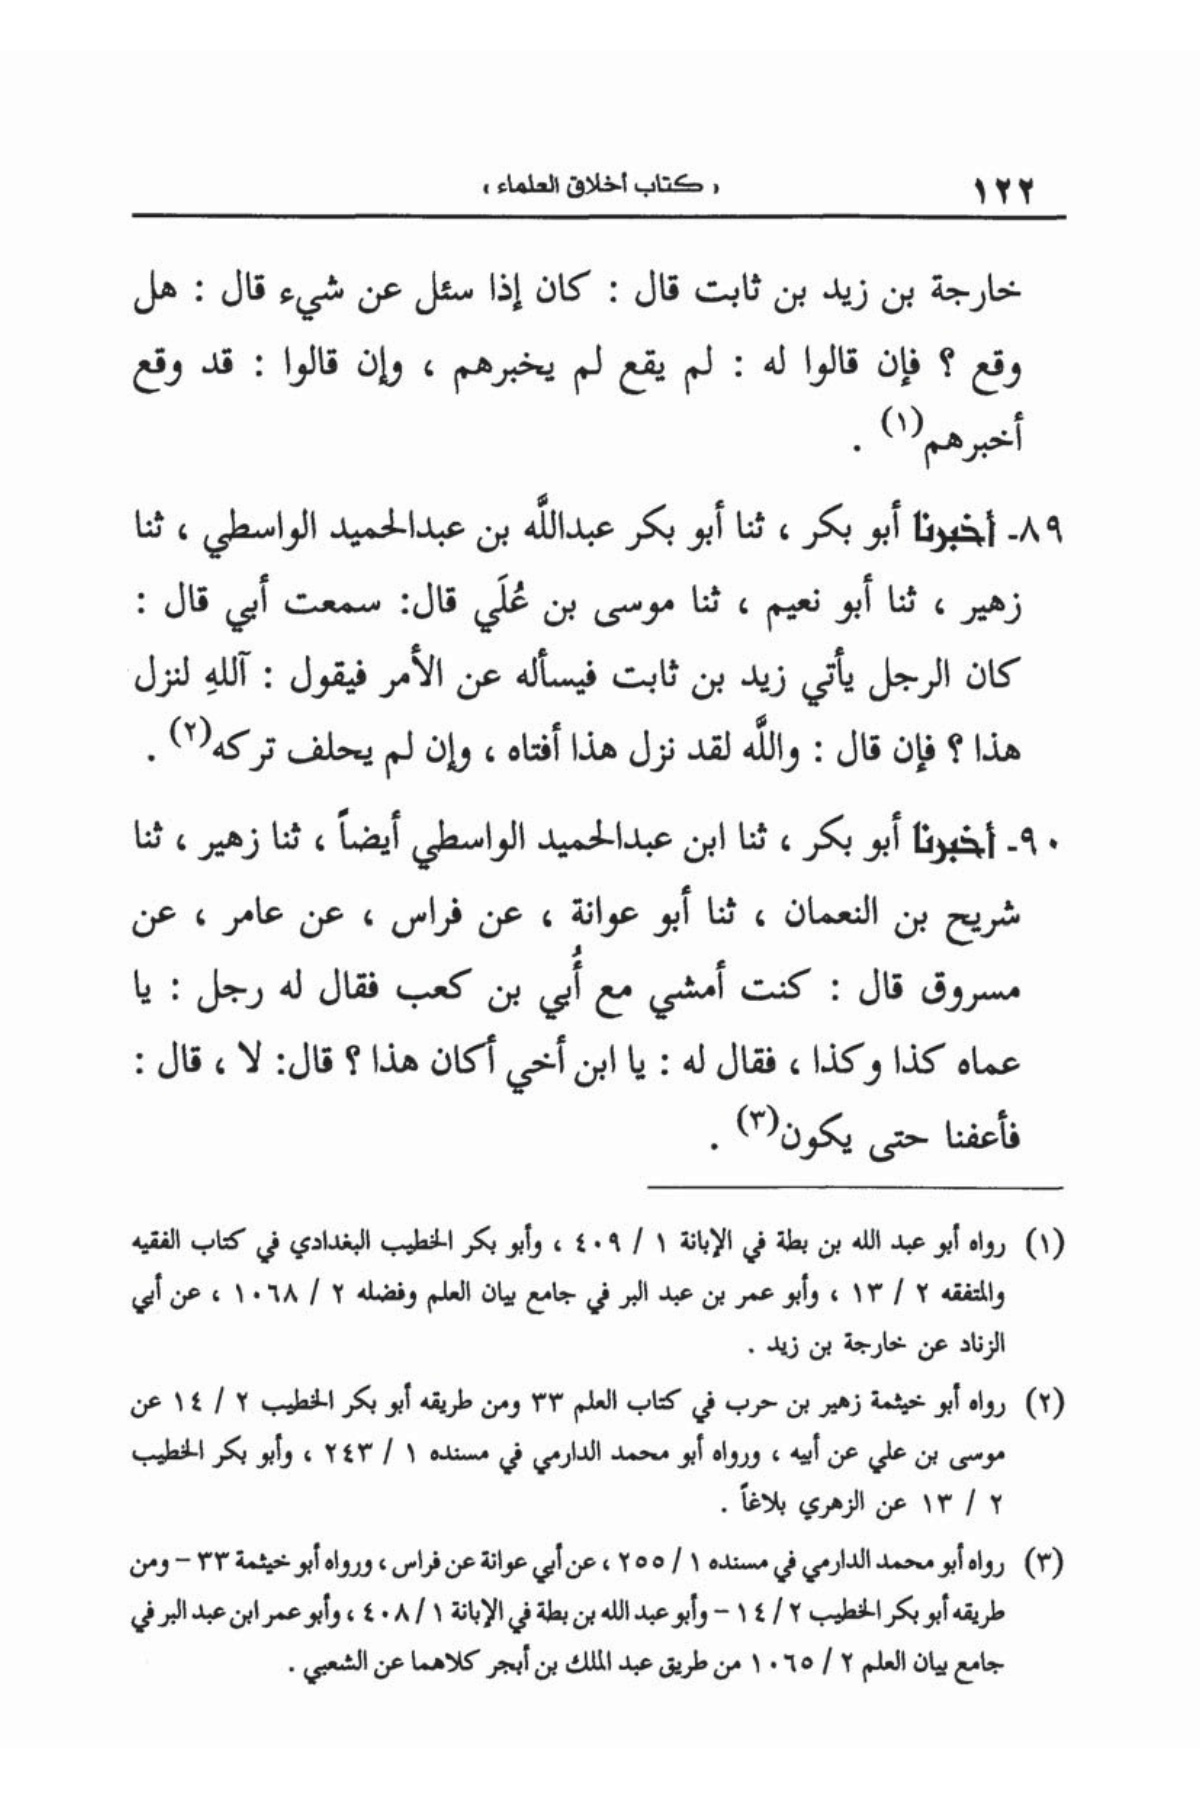 ١٢٢ « كتاب أخلاق العلماء »
خارجة بن زيد بن ثابت قال : كان إذا سئل عن شيء قال : هل
وقع ؟ فإن قالوا له : لم يقع لم يخبرهم ، وإن قالوا : قد وقع
أخبرهم(١) .
٨٩ـ أخبرنا أبو بكر ، ثنا أبو بكر عبداللَّه بن عبدالحميد الواسطي ، ثنا
زهير ، ثنا أبو نعيم ، ثنا موسى بن عُلَي قال: سمعت أبي قال :
كان الرجل يأتي زيد بن ثابت فيسأله عن الأمر فيقول : آللهِ لنزل
هذا ؟ فإن قال : واللَّه لقد نزل هذا أفتاه ، وإن لم يحلف تركه(٢) .
٩٠ـ أخبرنا أبو بكر ، ثنا ابن عبدالحميد الواسطي أيضاً ، ثنا زهير ، ثنا
شريح بن النعمان ، ثنا أبو عوانة ، عن فراس ، عن عامر ، عن
مسروق قال : كنت أمشي مع أُبي بن كعب فقال له رجل : يا
عماه كذا وكذا ، فقال له : يا ابن أخي أكان هذا ؟ قال: لا ، قال :
فأعفنا حتى يكون(٣) .
(١) رواه أبو عبد الله بن بطة في الإبانة ١ / ٤٠٩ ، وأبو بكر الخطيب البغدادي في كتاب الفقيه
والمتفقه ٢ / ١٣ ، وأبو عمر بن عبد البر في جامع بيان العلم وفضله ٢ / ١٠٦٨ ، عن أبي
الزناد عن خارجة بن زيد .
(٢) رواه أبو خيثمة زهير بن حرب في كتاب العلم ٣٣ ومن طريقه أبو بكر الخطيب ٢ / ١٤ عن
موسى بن علي عن أبيه ، ورواه أبو محمد الدارمي في مسنده ١ / ٢٤٣ ، وأبو بكر الخطيب
٢ / ١٣ عن الزهري بلاغاً .
(٣) رواه أبو محمد الدارمي في مسنده ١ / ٢٥٥ ، عن أبي عوانة عن فراس ، ورواه أبو خيثمة ٣٣ – ومن
طريقه أبو بكر الخطيب ٢ / ١٤ – وأبو عبد الله بن بطة في الإبانة ١ / ٤٠٨ ، وأبو عمر ابن عبد البر في
جامع بيان العلم ٢ / ١٠٦٥ من طريق عبد الملك بن أبجر كلاهما عن الشعبي .